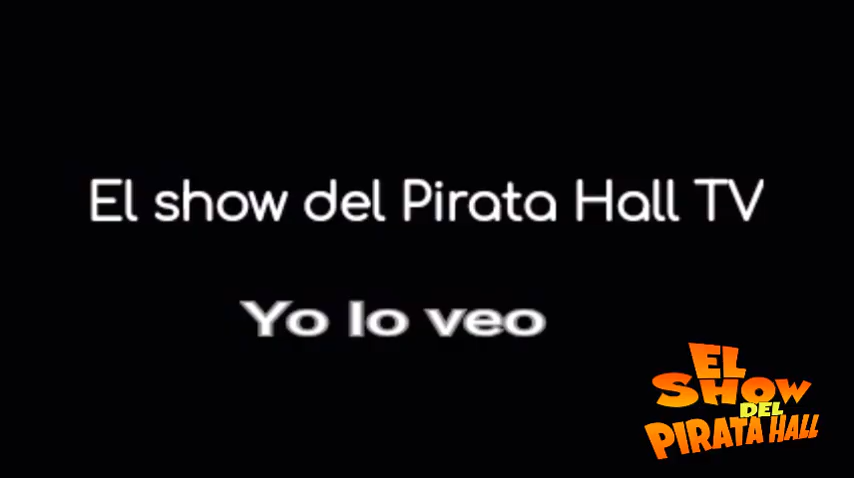 El show del Pirata Hall TV
Yo lo veo
EL
SHOW
DEL
PIRATA HALL